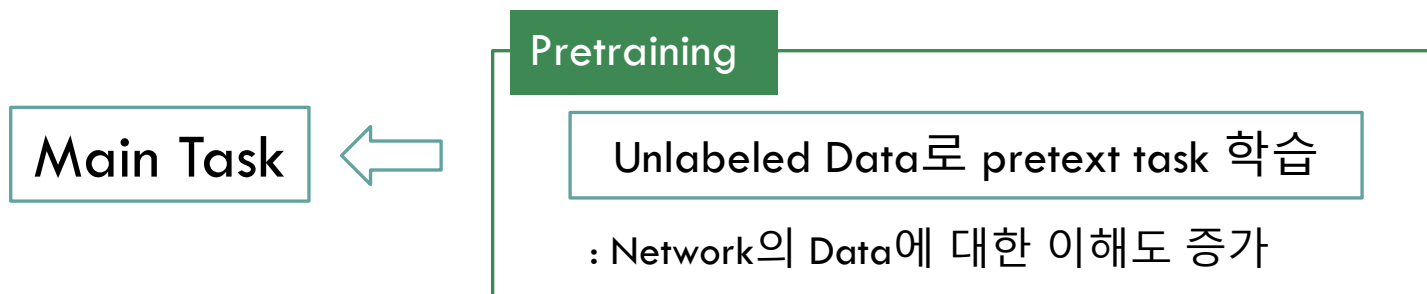 Pretraining
Main Task
Unlabeled Data로 pretext task 학습
: Network의 Data에 대한 이해도 증가